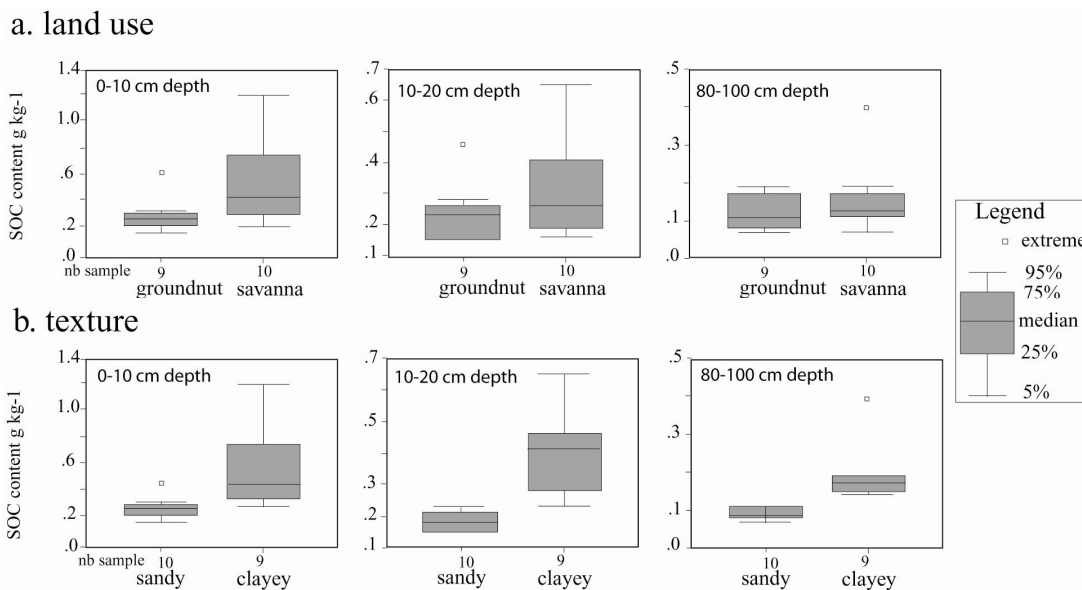 a. land use
SOC content g kg-1
1.4
1.0
.6
.2
.0
0-10 cm depth
nb sample
9
10
groundnut
savanna
.7
.6
.4
.2
.1
10-20 cm depth
9
10
groundnut
savanna
.5
.3
.1
.0
80-100 cm depth
9
10
groundnut
savanna
Legend
extreme
95%
75%
median
25%
5%
b. texture
SOC content g kg-1
1.4
1.0
.6
.2
.0
0-10 cm depth
nb sample
10
9
sandy
clayey
.7
.5
.3
.2
.1
10-20 cm depth
10
9
sandy
clayey
.5
.3
.1
.0
80-100 cm depth
10
9
sandy
clayey